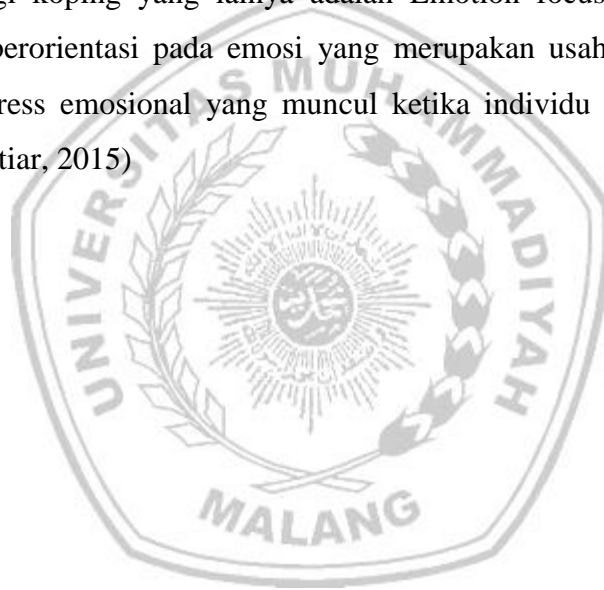 gi koping yang lainya adalah Emotion focus
berorientasi pada emosi yang merupakan usah
ress emosional yang muncul ketika individu
tiar, 2015)
UNIVERSITAS MUHAMMADIYAH
MALANG